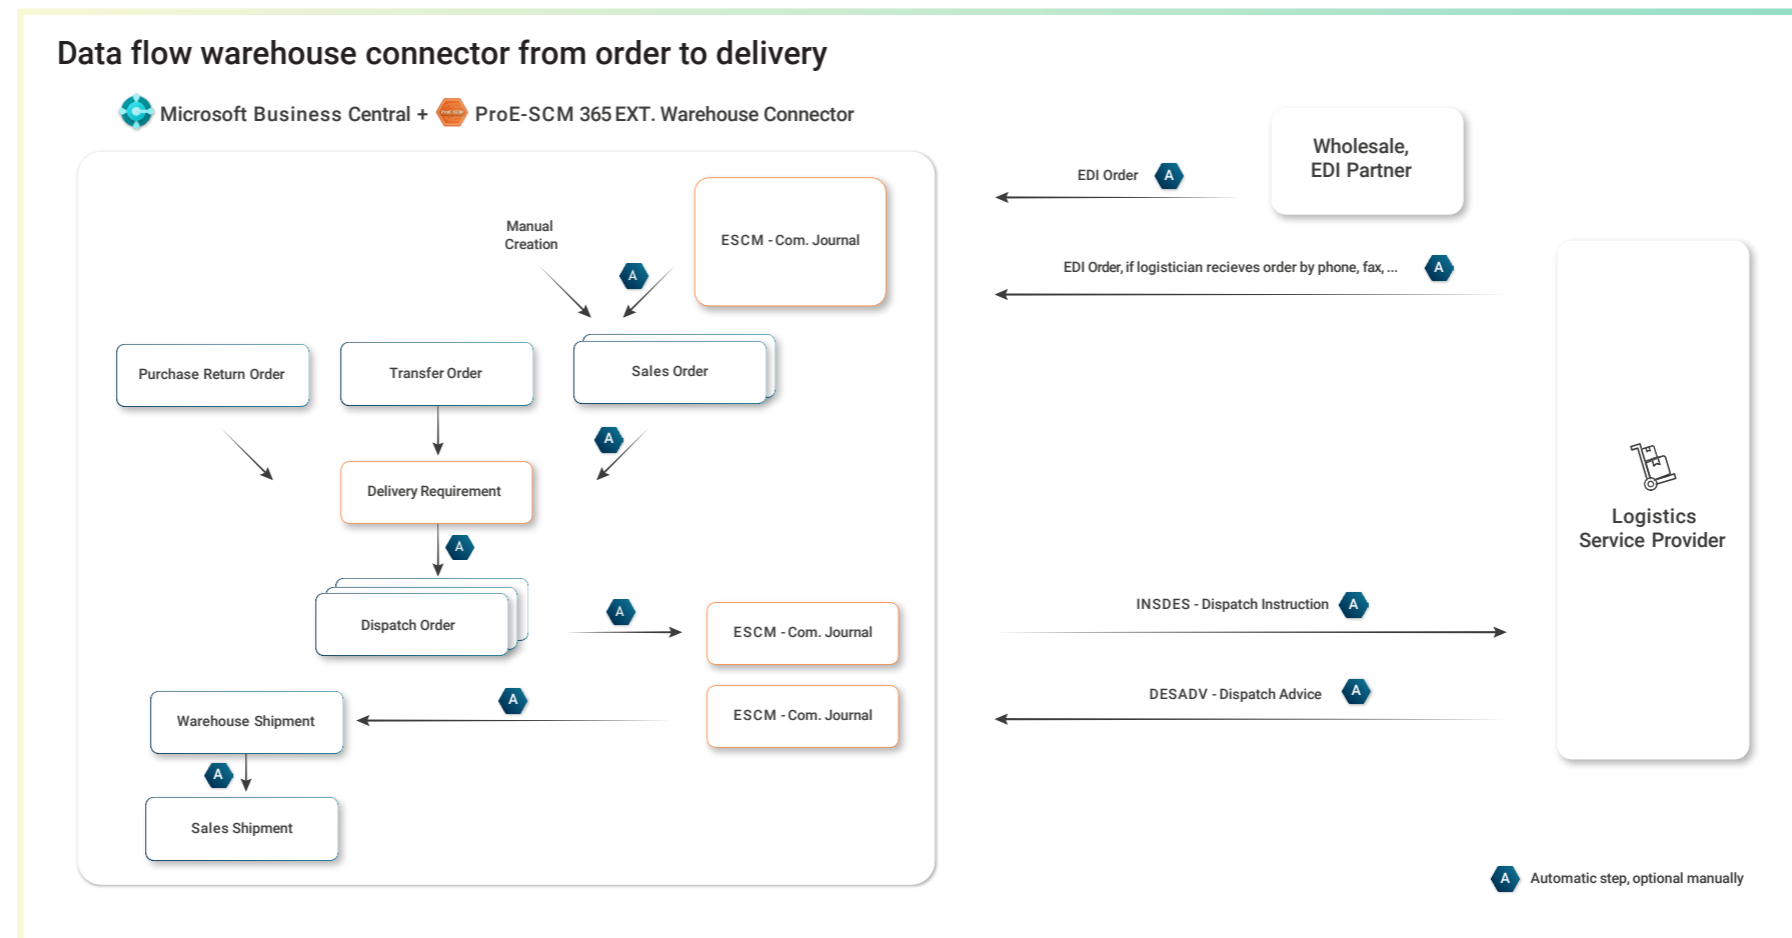 Data flow warehouse connector from order to delivery
Microsoft Business Central + ProE-SCM 365 EXT. Warehouse Connector
Wholesale,
EDI Partner
EDI Order A
Manual
Creation
ESCM - Com. Journal
A
EDI Order, if logistician recieves order by phone, fax, ... A
Purchase Return Order
Transfer Order
Sales Order
A
Delivery Requirement
Logistics
Service Provider
A
Dispatch Order
A
ESCM - Com. Journal
INSDES - Dispatch Instruction A
Warehouse Shipment
A
ESCM - Com. Journal
DESADV - Dispatch Advice A
A
Sales Shipment
A Automatic step, optional manually